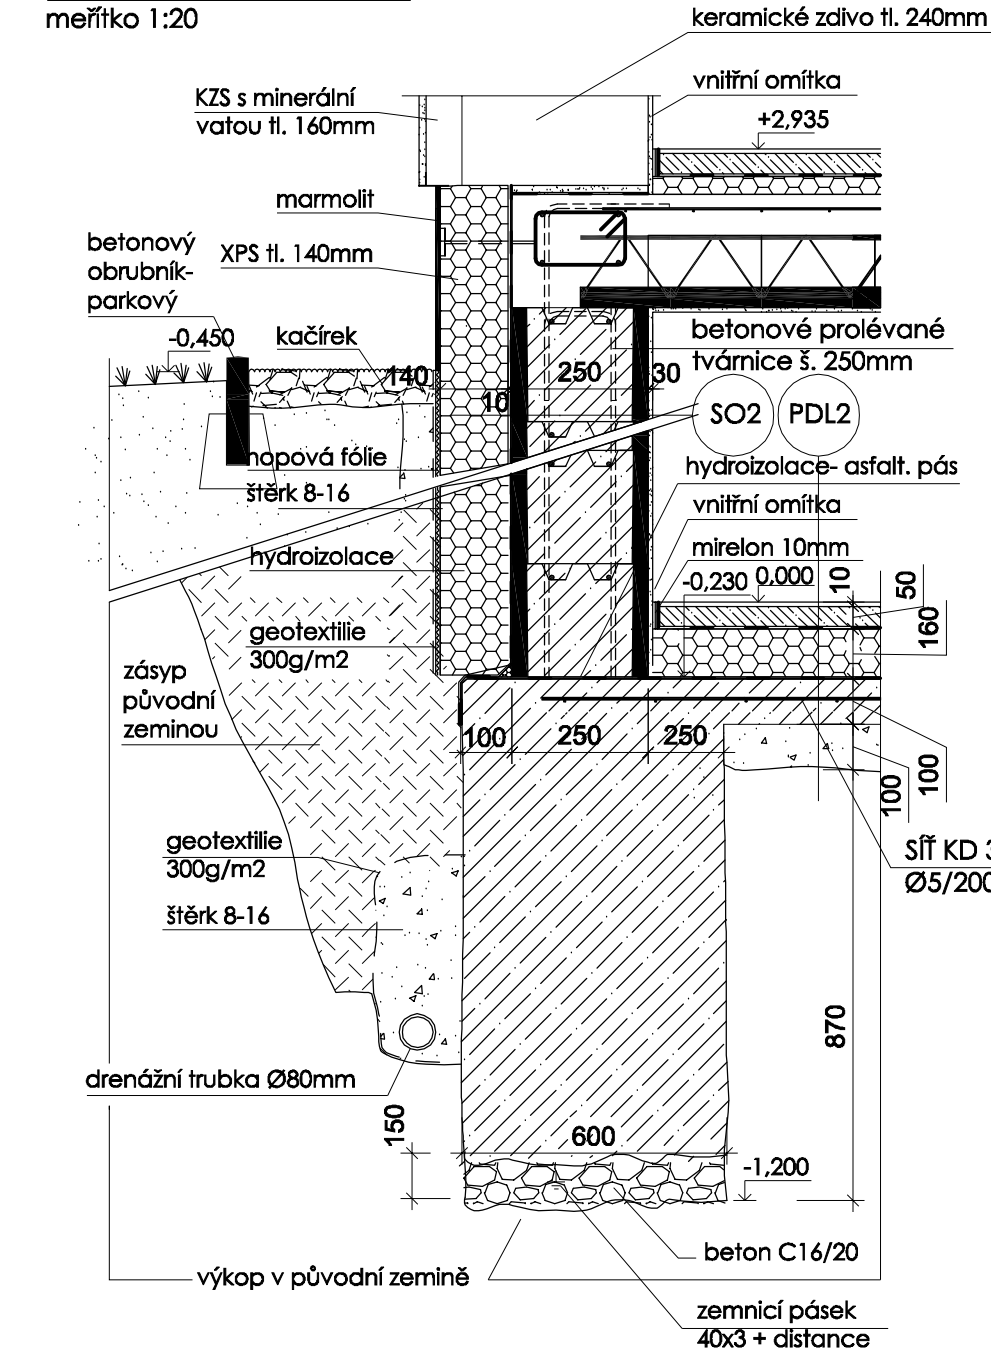 meřítko 1:20
keramické zdivo tl. 240mm
vnitřní omítka
KZS s minerální
vatou tl. 160mm
+2,935
marmolit
XPS tl. 140mm
betonový
obrubník-
parkový
-0,450
kačírek
betonové prolévané
tvárnice š. 250mm
140
250
30
10
SO2
PDL2
nopová fólie
hydroizolace- asfalt. pás
štěrk 8-16
vnitřní omítka
mirelon 10mm
hydroizolace
-0,230
0,000
10
50
160
geotextilie
300g/m2
zásyp
původní
zeminou
100
250
250
100
100
geotextilie
300g/m2
SÍŤ KD 3
Ø5/200
štěrk 8-16
870
drenážní trubka Ø80mm
150
600
-1,200
beton C16/20
výkop v původní zemině
zemnicí pásek
40x3 + distance